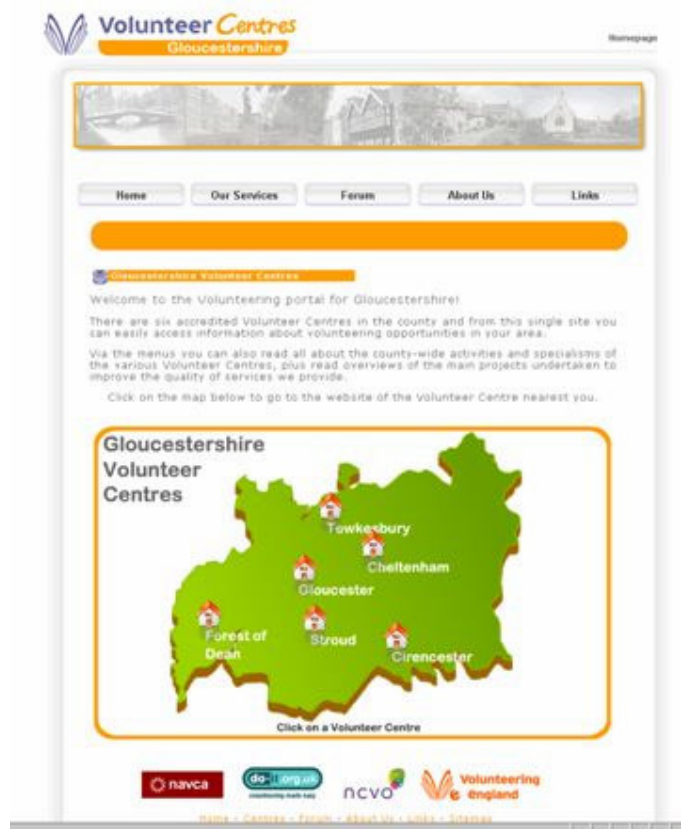 Volunteer Centres
Gloucestershire
Homepage
Home Our Services Forum About Us Links
Gloucestershire Volunteer Centres
Welcome to the Volunteering portal for Gloucestershire!
There are six accredited Volunteer Centres in the county and from this single site you
can easily access information about volunteering opportunities in your area.
Via the menus you can also read all about the county-wide activities and specialisms of
the various Volunteer Centres, plus read overviews of the main projects undertaken to
improve the quality of services we provide.
Click on the map below to go to the website of the Volunteer Centre nearest you.
Gloucestershire
Volunteer
Centres
Tewkesbury
Cheltenham
Gloucester
Forest of
Dean
Stroud
Cirencester
Click on a Volunteer Centre
navca
do-it.org.uk
volunteering made easy
ncvo
Volunteering
england
Home - Centres - Forum - About Us - Links - Sitemap